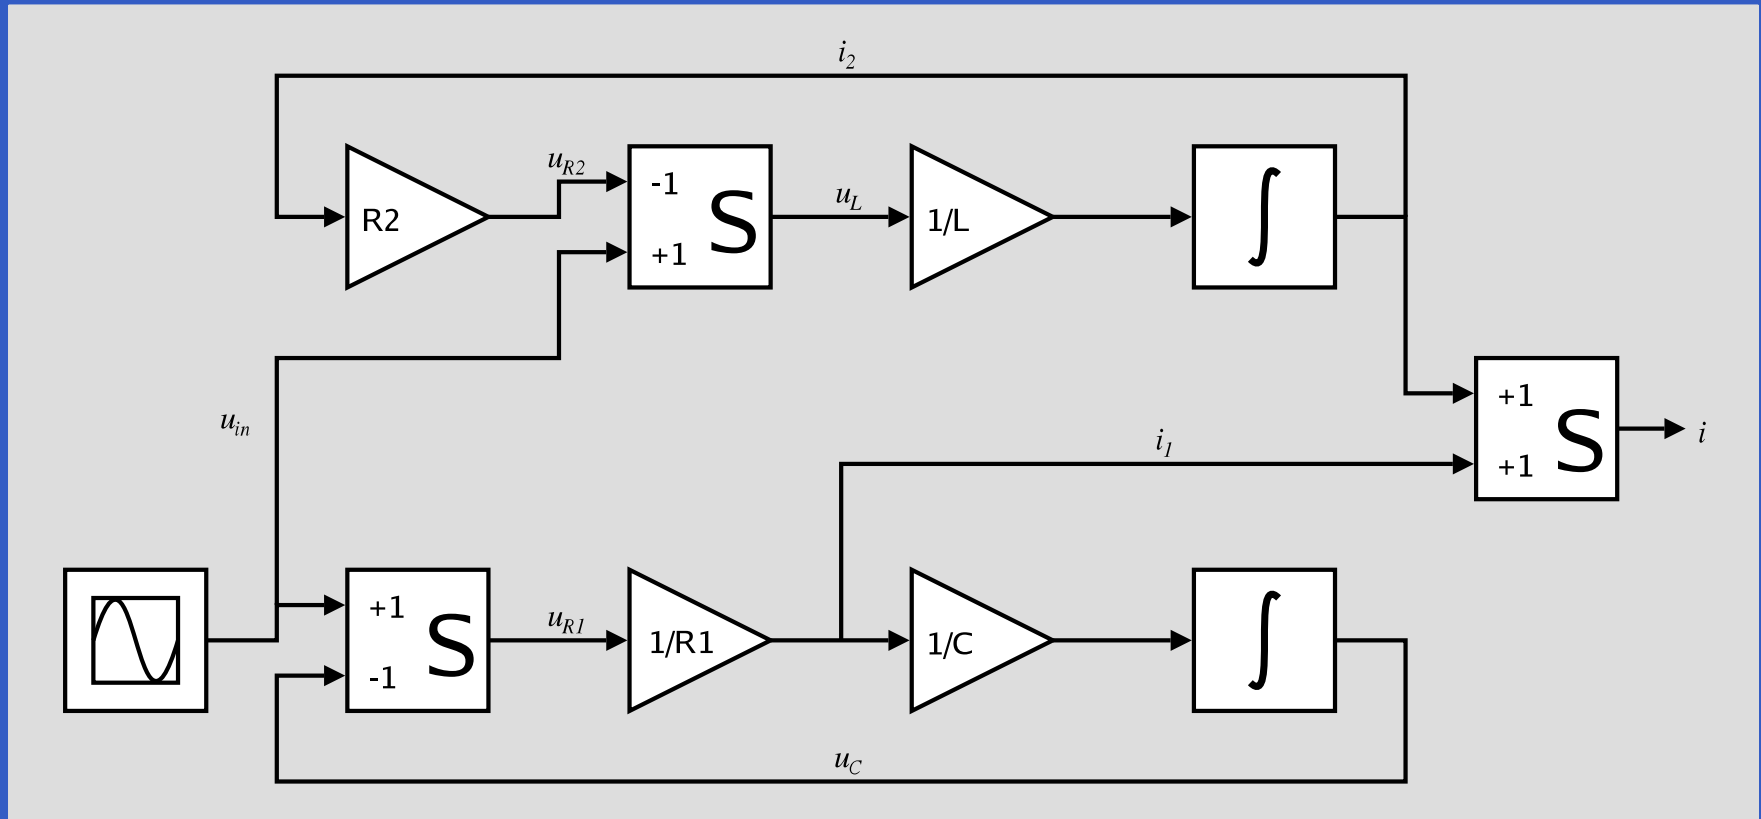 i2
uR2
R2
-1
+1
S
uL
1/L
∫
uin
+1
+1
S
i
i1
+1
-1
S
uR1
1/R1
1/C
∫
uC